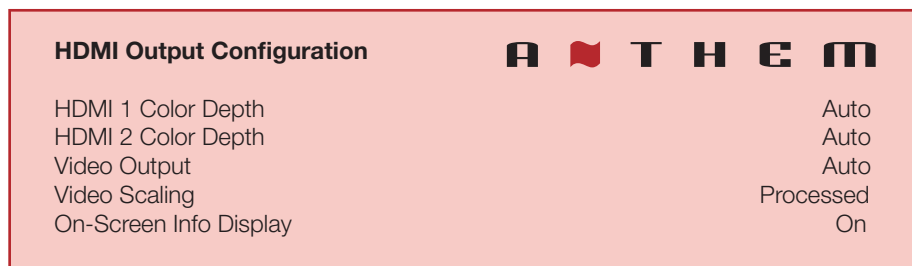 HDMI Output Configuration ANTHEM
HDMI 1 Color Depth Auto
HDMI 2 Color Depth Auto
Video Output Auto
Video Scaling Processed
On-Screen Info Display On